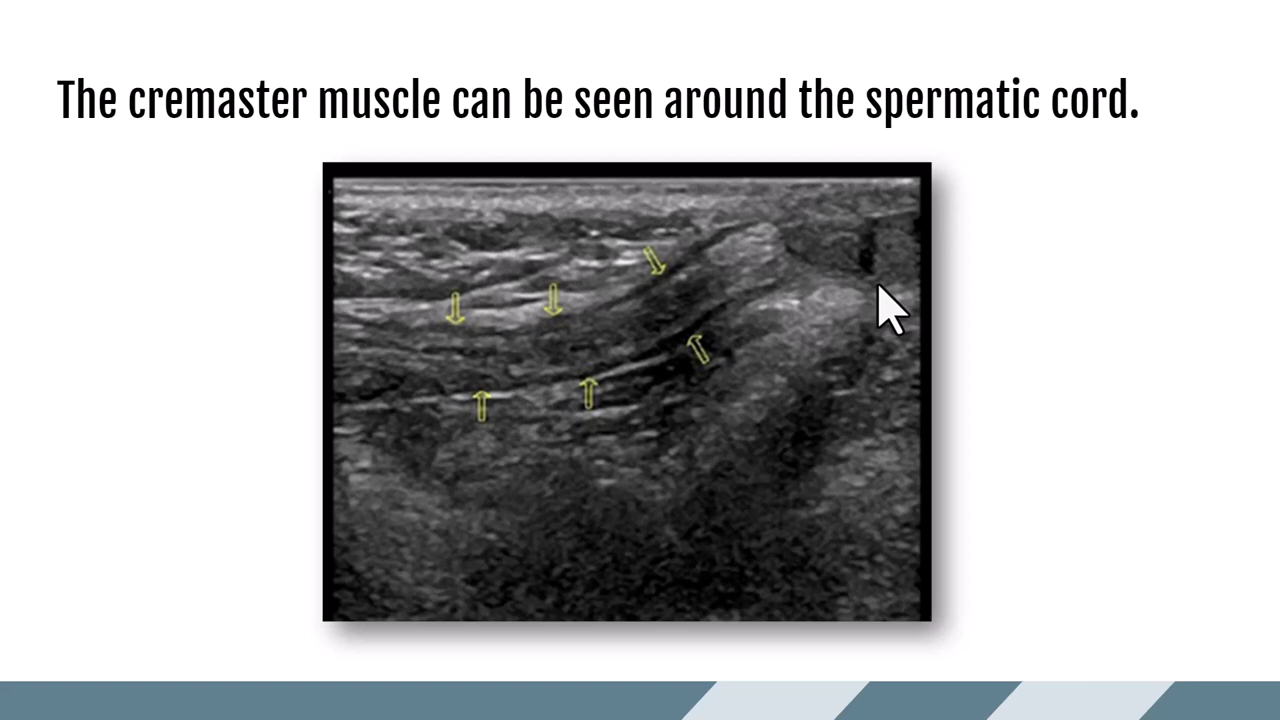 The cremaster muscle can be seen around the spermatic cord.